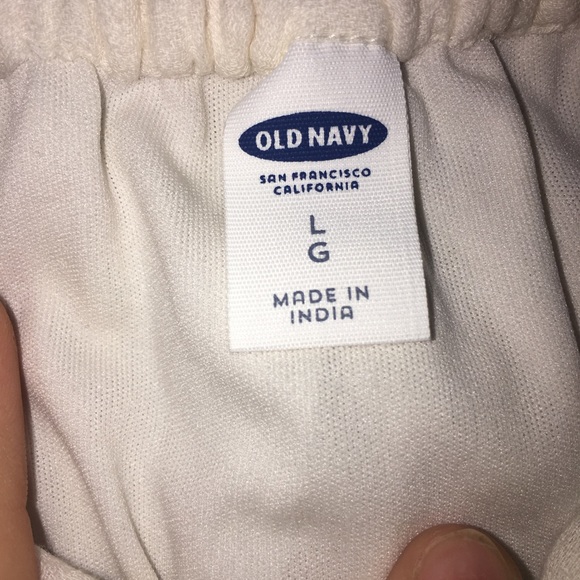 OLD NAVY
SAN FRANCISCO
CALIFORNIA
L
G
MADE IN
INDIA